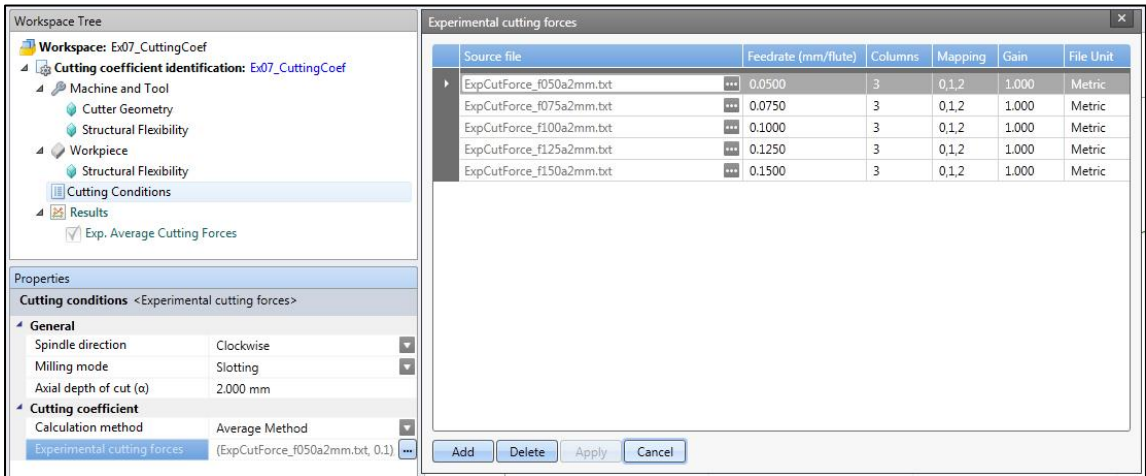 Workspace Tree
Workspace: Ex07_CuttingCoef
Cutting coefficient identification: Ex07_CuttingCoef
Machine and Tool
Cutter Geometry
Structural Flexibility
Workpiece
Structural Flexibility
Cutting Conditions
Results
Exp. Average Cutting Forces
Properties
Cutting conditions <Experimental cutting forces>
General
Spindle direction Clockwise
Milling mode Slotting
Axial depth of cut (α) 2.000 mm
Cutting coefficient
Calculation method Average Method
Experimental cutting forces (ExpCutForce_f050a2mm.txt, 0.1) ...
Experimental cutting forces
Source file Feedrate (mm/flute) Columns Mapping Gain File Unit
ExpCutForce_f050a2mm.txt ... 0.0500 3 0,1,2 1.000 Metric
ExpCutForce_f075a2mm.txt ... 0.0750 3 0,1,2 1.000 Metric
ExpCutForce_f100a2mm.txt ... 0.1000 3 0,1,2 1.000 Metric
ExpCutForce_f125a2mm.txt ... 0.1250 3 0,1,2 1.000 Metric
ExpCutForce_f150a2mm.txt ... 0.1500 3 0,1,2 1.000 Metric
Add Delete Apply Cancel